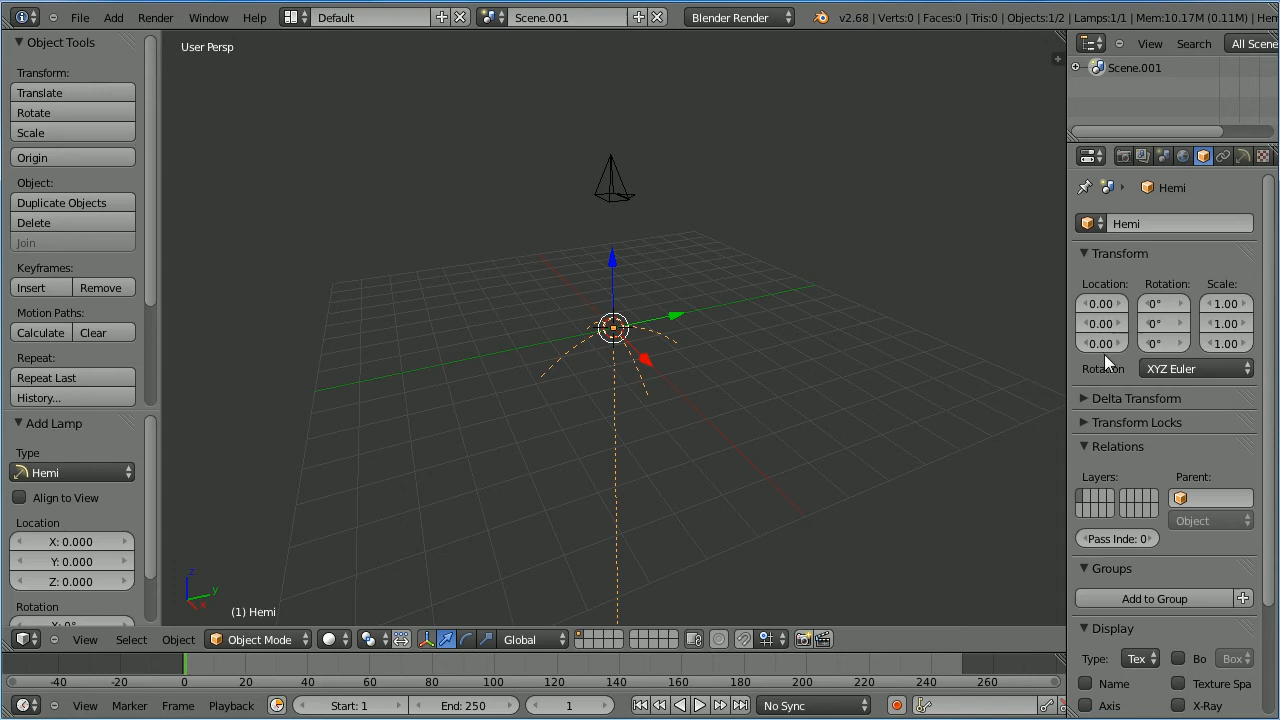 File Add Render Window Help Default Scene.001 Blender Render v2.68 | Verts:0 | Faces:0 | Tris:0 | Objects:1/2 | Lamps:1/1 | Mem:10.17M (0.11M) | Hem
Object Tools
Transform:
Translate
Rotate
Scale
Origin
Object:
Duplicate Objects
Delete
Join
Keyframes:
Insert Remove
Motion Paths:
Calculate Clear
Repeat:
Repeat Last
History...
Add Lamp
Type
Hemi
Align to View
Location
X: 0.000
Y: 0.000
Z: 0.000
Rotation
X: 0°
User Persp
z
y
x
(1) Hemi
View Select Object Object Mode Global
-40 -20 0 20 40 60 80 100 120 140 160 180 200 220 240 260
View Marker Frame Playback Start: 1 End: 250 1 No Sync
View Search All Scene
Scene.001
Hemi
Hemi
Transform
Location: Rotation: Scale:
0.00 0° 1.00
0.00 0° 1.00
0.00 0° 1.00
Rotation XYZ Euler
Delta Transform
Transform Locks
Relations
Layers: Parent:
Object
Pass Inde: 0
Groups
Add to Group
Display
Type: Tex Bo Box
Name Texture Spa
Axis X-Ray